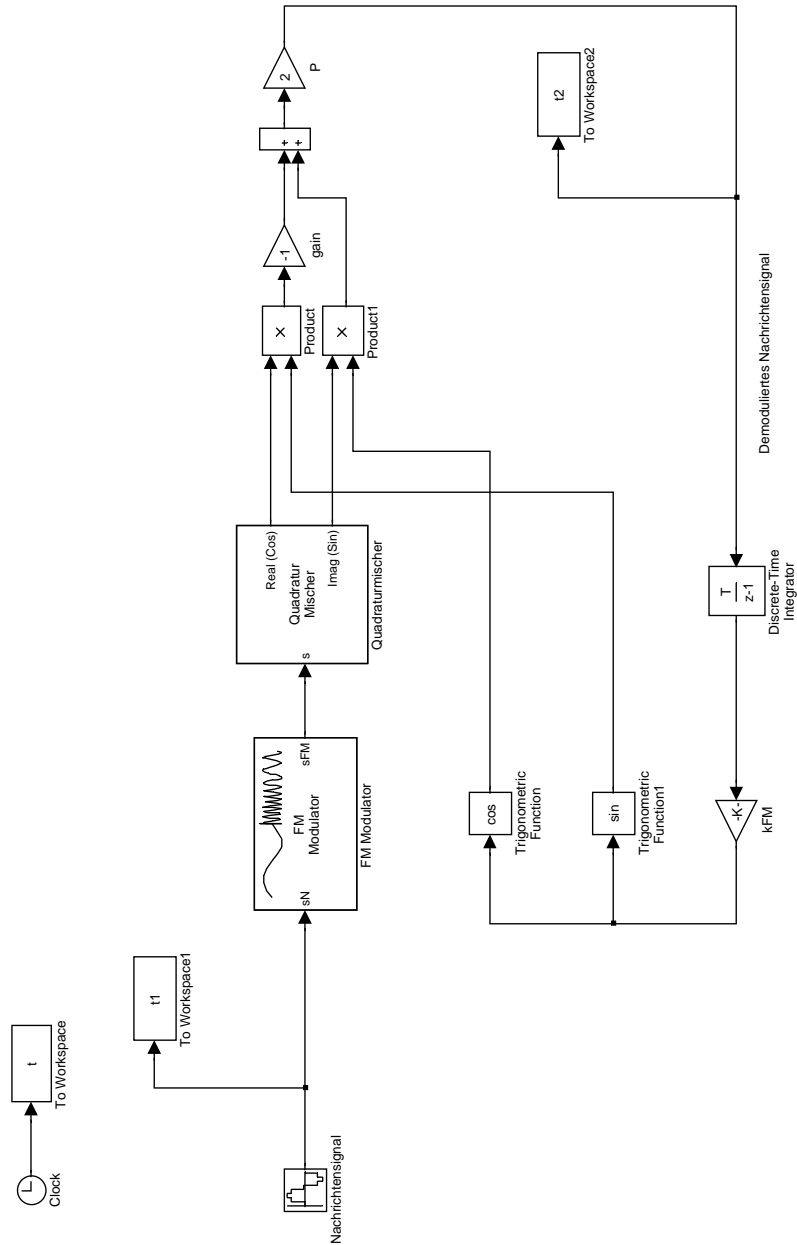 Clock
t
To Workspace
Nachrichtensignal
t1
To Workspace1
sN
FM
Modulator
sFM
FM Modulator
s
Quadratur
Mischer
Real (Cos)
Imag (Sin)
Quadraturmischer
×
Product
×
Product1
-1
gain
+
+
2
P
t2
To Workspace2
Demoduliertes Nachrichtensignal
T
z-1
Discrete-Time
Integrator
-K-
kFM
cos
Trigonometric
Function
sin
Trigonometric
Function1